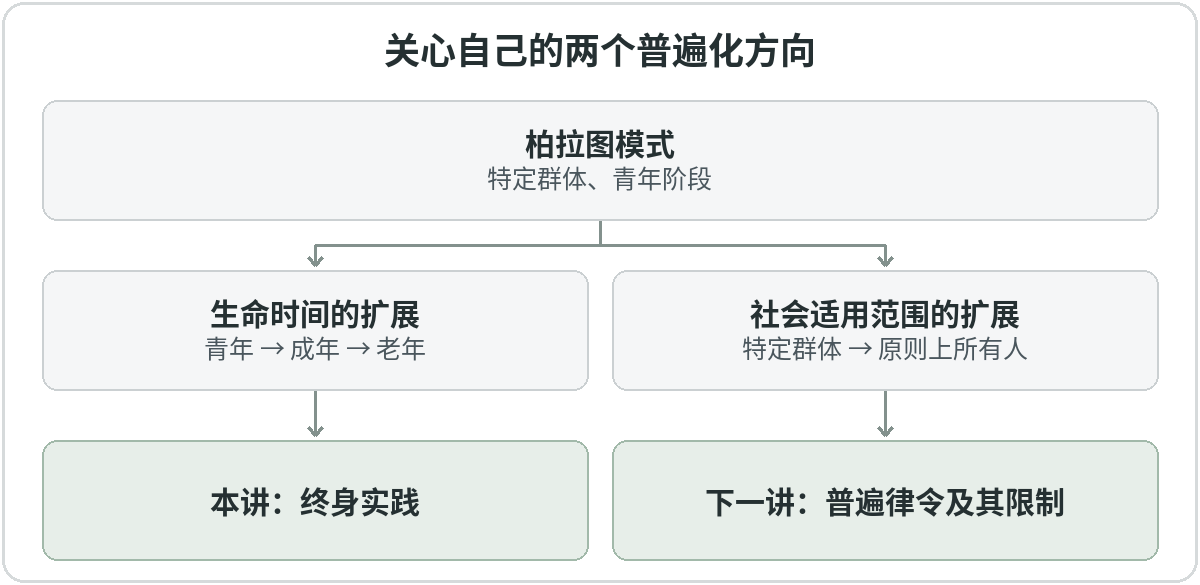 关心自己的两个普遍化方向
柏拉图模式
特定群体、青年阶段
生命时间的扩展
青年 → 成年 → 老年
社会适用范围的扩展
特定群体 → 原则上所有人
本讲：终身实践
下一讲：普遍律令及其限制